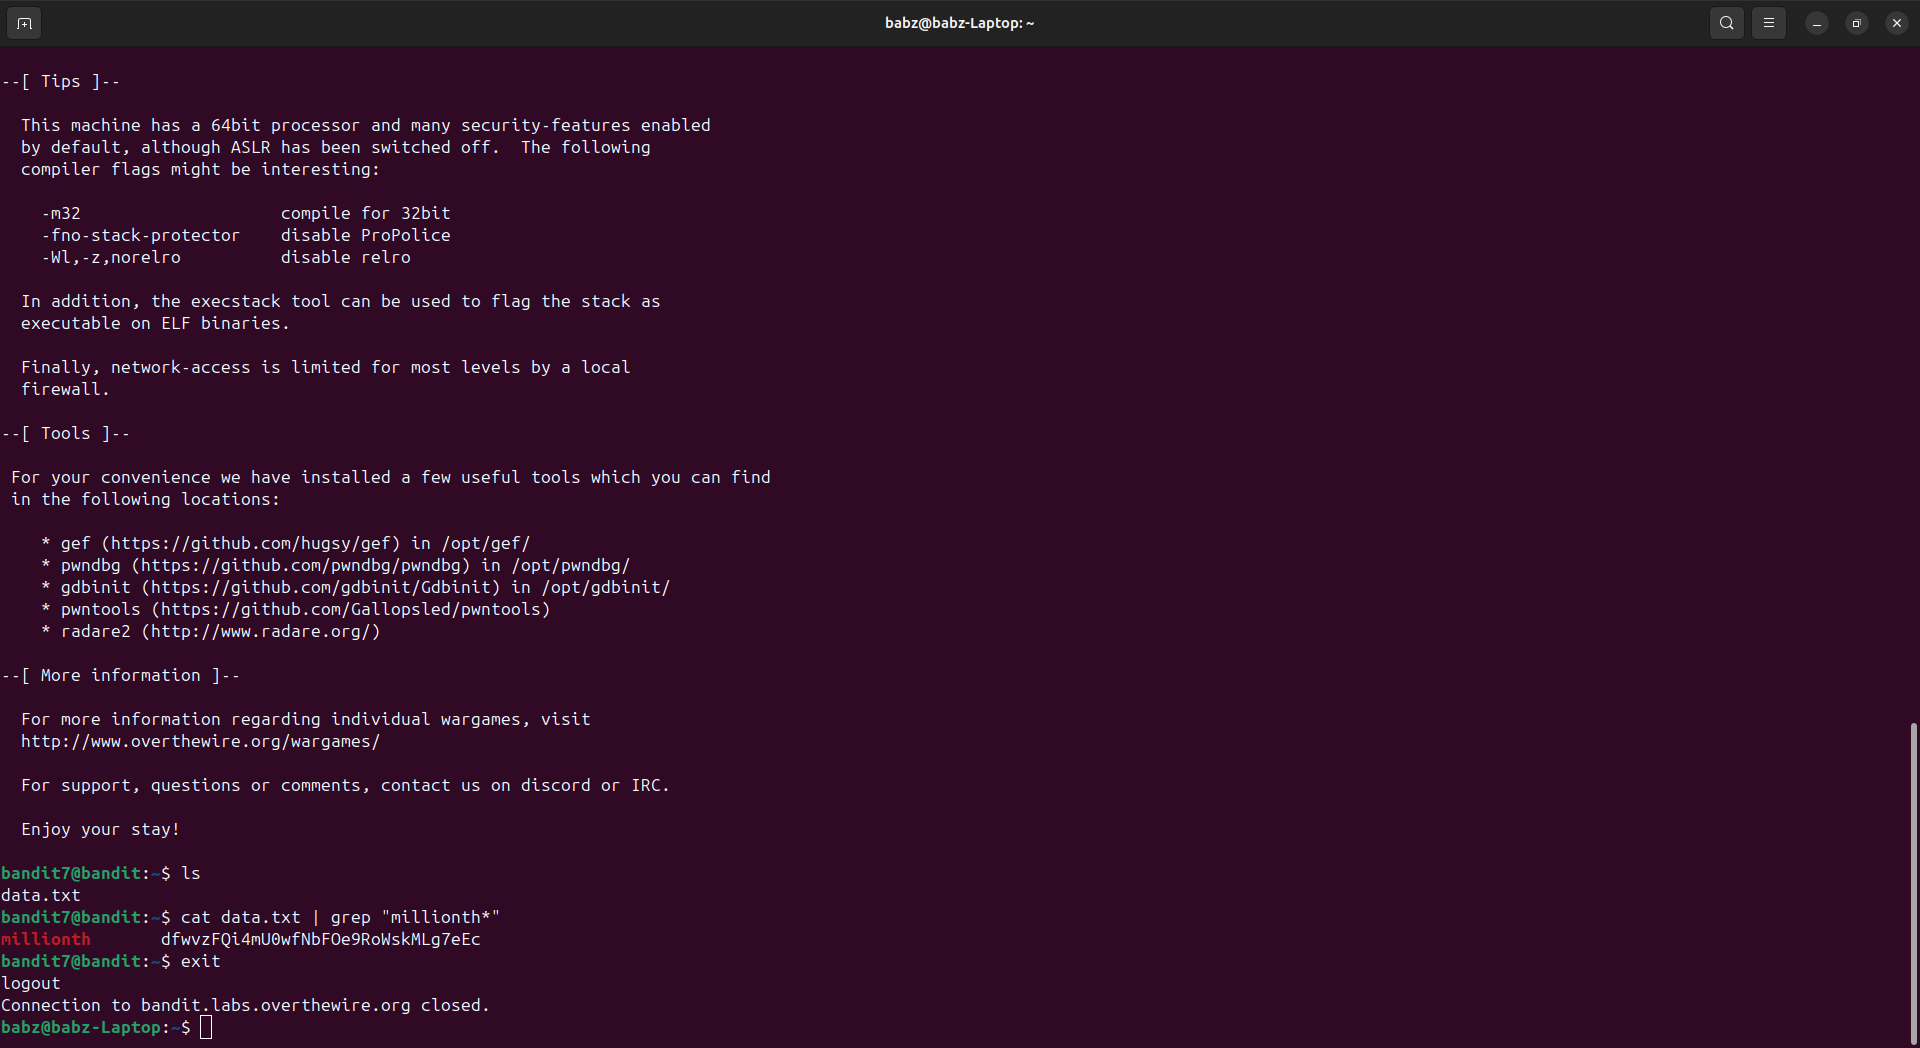 babz@babz-Laptop: ~
--[ Tips ]--
This machine has a 64bit processor and many security-features enabled
by default, although ASLR has been switched off.  The following
compiler flags might be interesting:
-m32                    compile for 32bit
-fno-stack-protector    disable ProPolice
-Wl,-z,norelro          disable relro
In addition, the execstack tool can be used to flag the stack as
executable on ELF binaries.
Finally, network-access is limited for most levels by a local
firewall.
--[ Tools ]--
For your convenience we have installed a few useful tools which you can find
in the following locations:
* gef (https://github.com/hugsy/gef) in /opt/gef/
* pwndbg (https://github.com/pwndbg/pwndbg) in /opt/pwndbg/
* gdbinit (https://github.com/gdbinit/Gdbinit) in /opt/gdbinit/
* pwntools (https://github.com/Gallopsled/pwntools)
* radare2 (http://www.radare.org/)
--[ More information ]--
For more information regarding individual wargames, visit
http://www.overthewire.org/wargames/
For support, questions or comments, contact us on discord or IRC.
Enjoy your stay!
bandit7@bandit:~$ ls
data.txt
bandit7@bandit:~$ cat data.txt | grep "millionth*"
millionth       dfwvzFQi4mU0wfNbFOe9RoWskMLg7eEc
bandit7@bandit:~$ exit
logout
Connection to bandit.labs.overthewire.org closed.
babz@babz-Laptop:~$